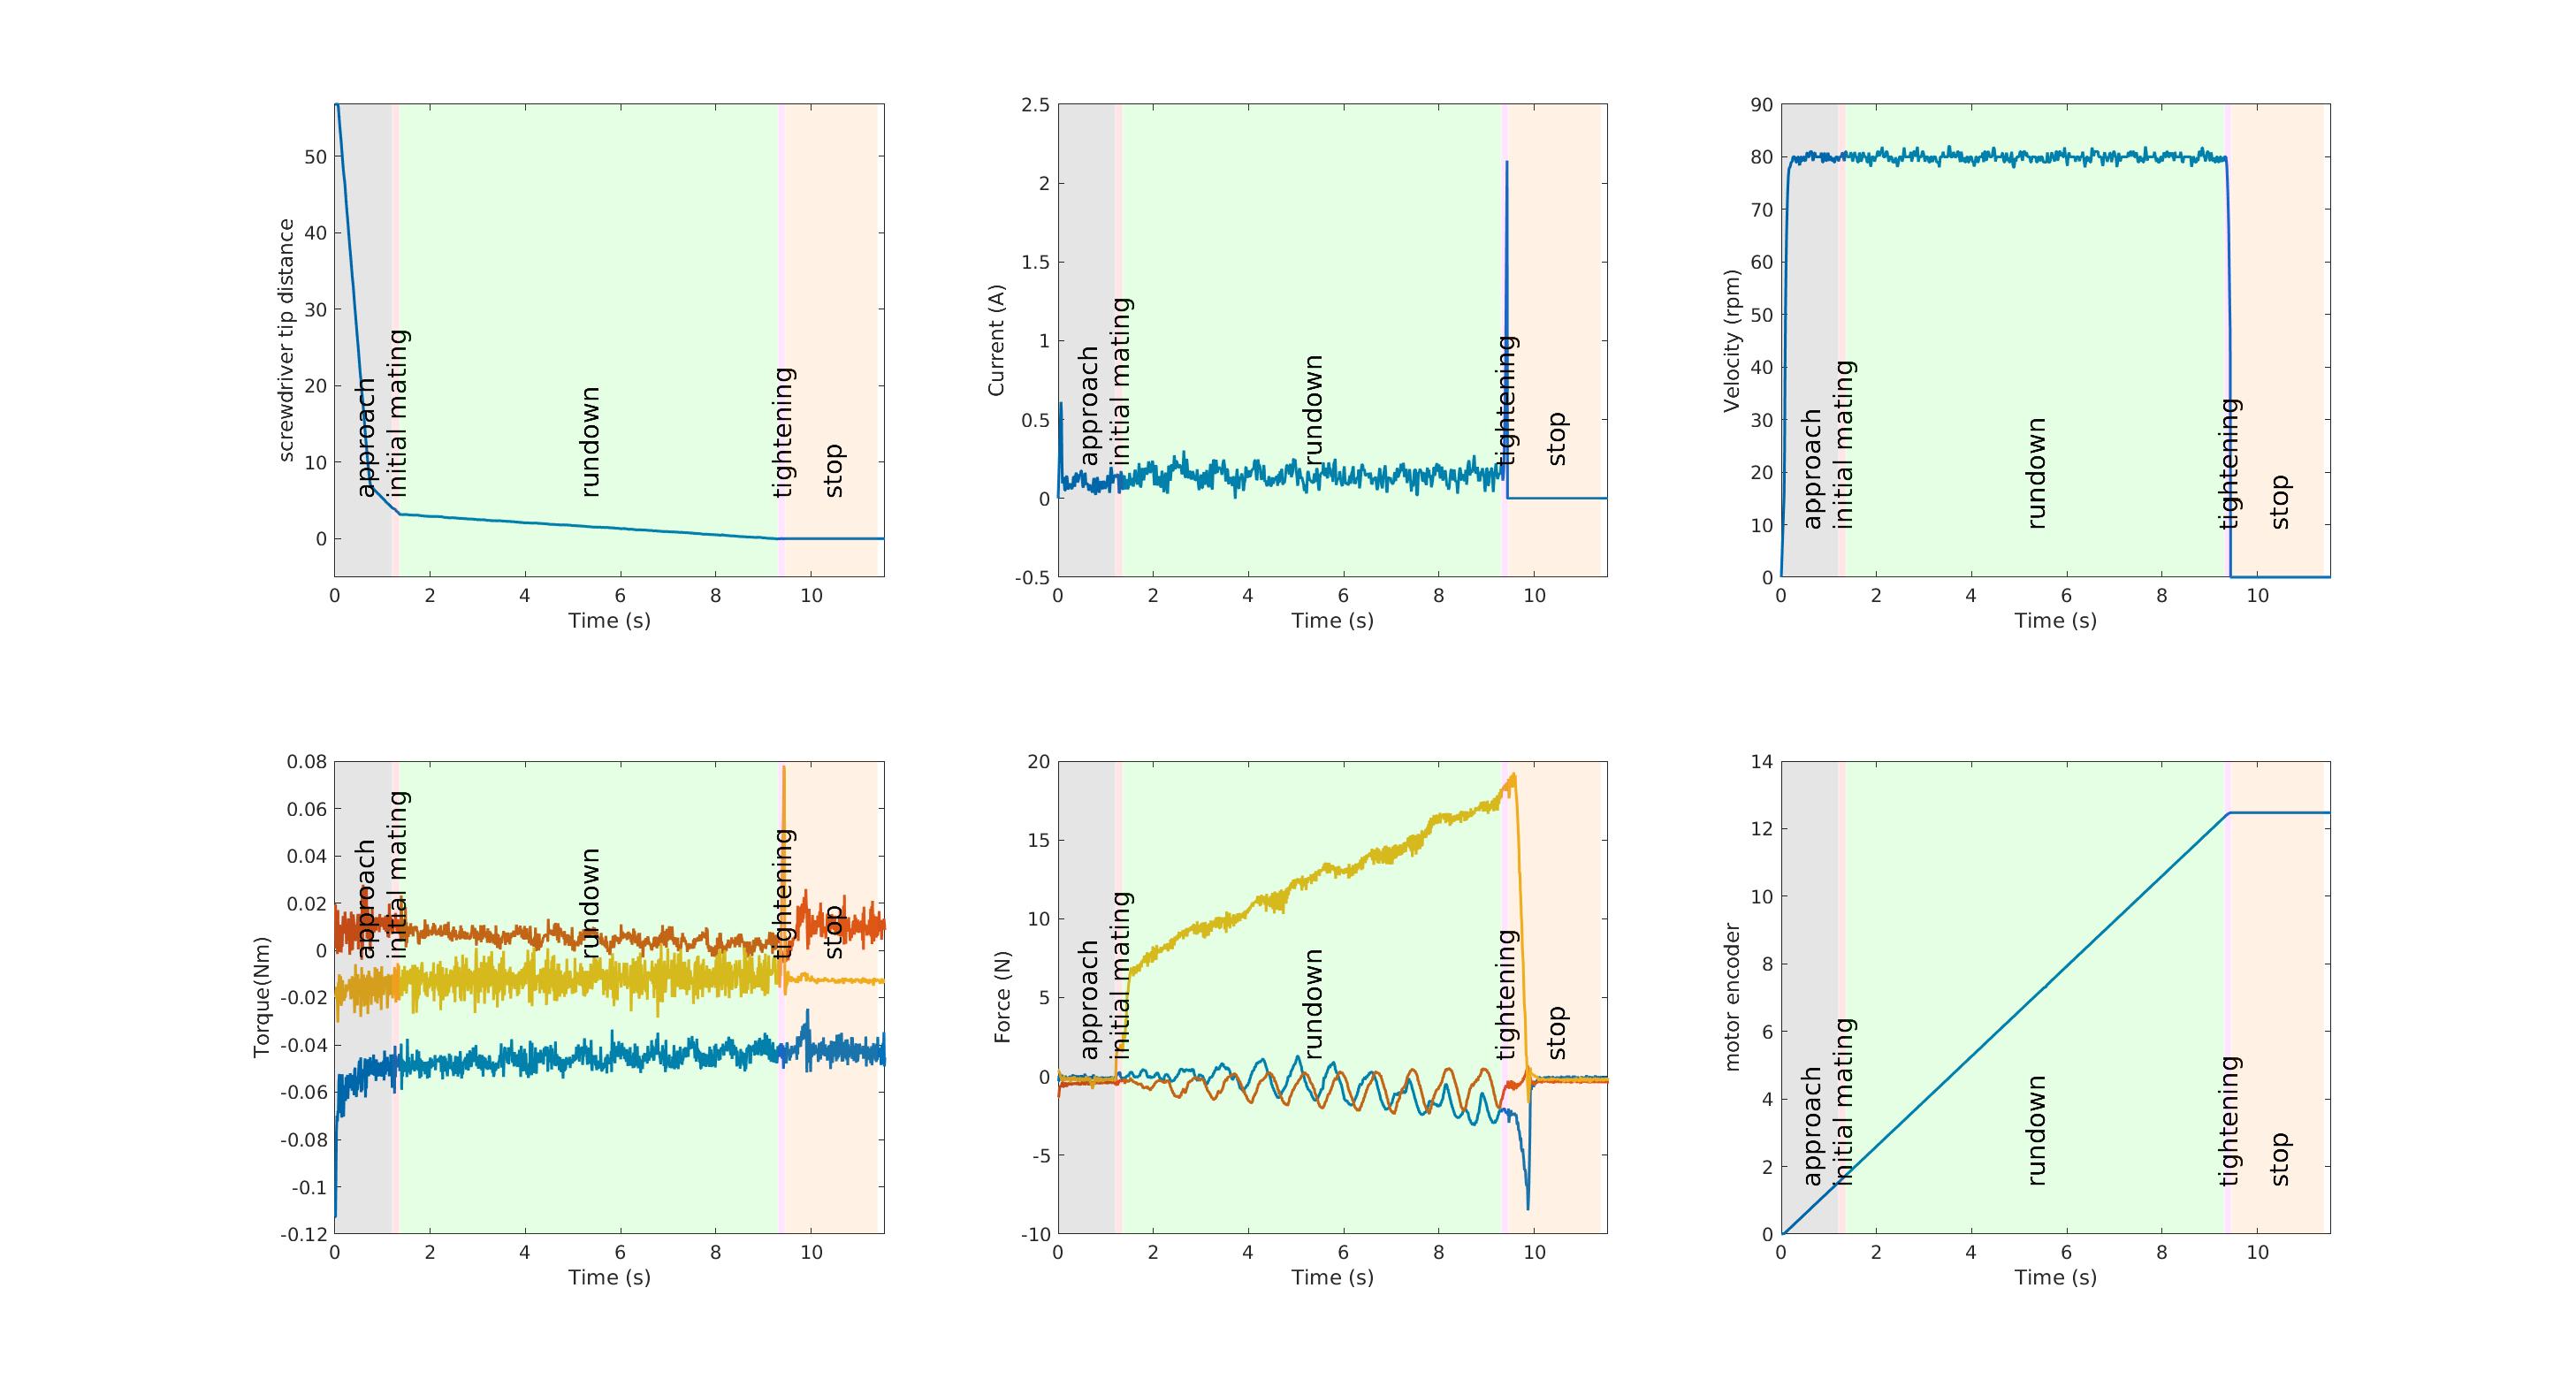 screwdriver tip distance
50
40
30
20
10
0
approach
initial mating
rundown
tightening
stop
0 2 4 6 8 10
Time (s)
Current (A)
2.5
2
1.5
1
0.5
0
-0.5
approach
initial mating
rundown
tightening
stop
0 2 4 6 8 10
Time (s)
Velocity (rpm)
90
80
70
60
50
40
30
20
10
0
approach
initial mating
rundown
tightening
stop
0 2 4 6 8 10
Time (s)
Torque(Nm)
0.08
0.06
0.04
0.02
0
-0.02
-0.04
-0.06
-0.08
-0.1
-0.12
approach
initial mating
rundown
tightening
stop
0 2 4 6 8 10
Time (s)
Force (N)
20
15
10
5
0
-5
-10
approach
initial mating
rundown
tightening
stop
0 2 4 6 8 10
Time (s)
motor encoder
14
12
10
8
6
4
2
0
approach
initial mating
rundown
tightening
stop
0 2 4 6 8 10
Time (s)